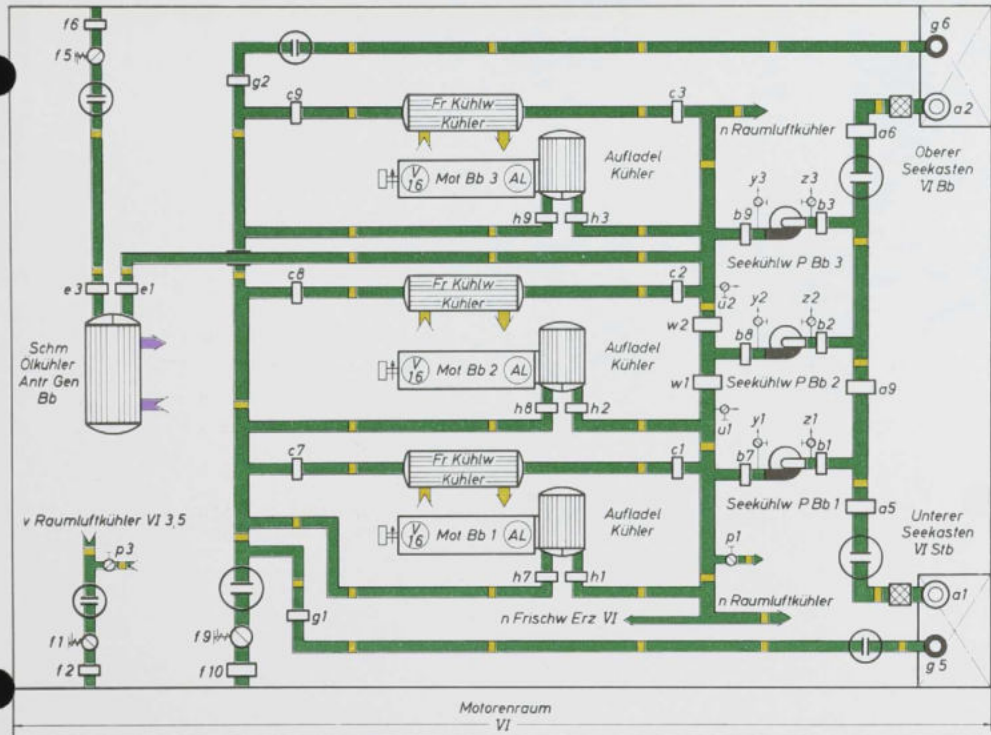 f6
g6
f5
g2
c9
Fr Kühlw
Kühler
c3
n Raumluftkühler
a2
a6
Oberer
Seekasten
VI Bb
V
16
Mot Bb 3
AL
Aufladel
Kühler
y3
z3
h9
h3
b9
b3
Seekühlw P Bb 3
e3
e1
c8
Fr Kühlw
Kühler
c2
u2
y2
z2
w2
b8
b2
Seekühlw P Bb 2
Schm
Ölkühler
Antr Gen
Bb
V
16
Mot Bb 2
AL
Aufladel
Kühler
w1
a9
h8
h2
u1
y1
z1
c7
Fr Kühlw
Kühler
c1
b7
b1
Seekühlw P Bb 1
a5
Unterer
Seekasten
VI Stb
v Raumluftkühler VI 3,5
p3
V
16
Mot Bb 1
AL
Aufladel
Kühler
p1
h7
h1
n Raumluftkühler
a1
n Frischw Erz VI
g1
f1
f9
g5
f2
f10
Motorenraum
VI